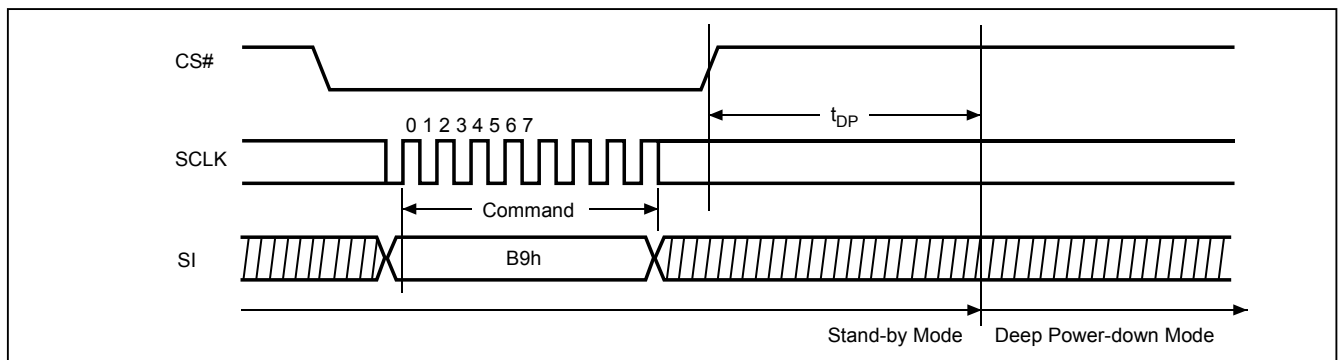 CS#
tDP
0 1 2 3 4 5 6 7
SCLK
Command
SI
B9h
Stand-by Mode
Deep Power-down Mode